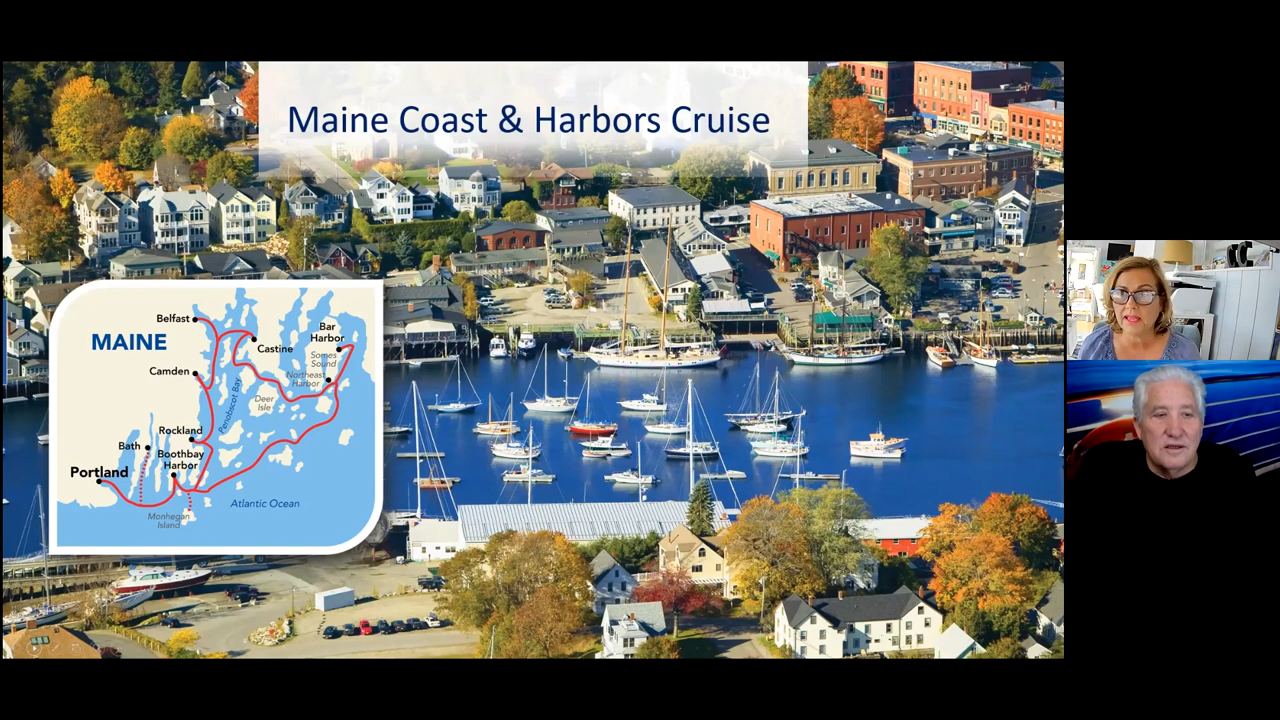 Maine Coast & Harbors Cruise
MAINE
Belfast
Castine
Bar
Harbor
Somes
Sound
Northeast
Harbor
Camden
Deer
Isle
Penobscot Bay
Rockland
Bath
Boothbay
Harbor
Portland
Monhegan
Island
Atlantic Ocean